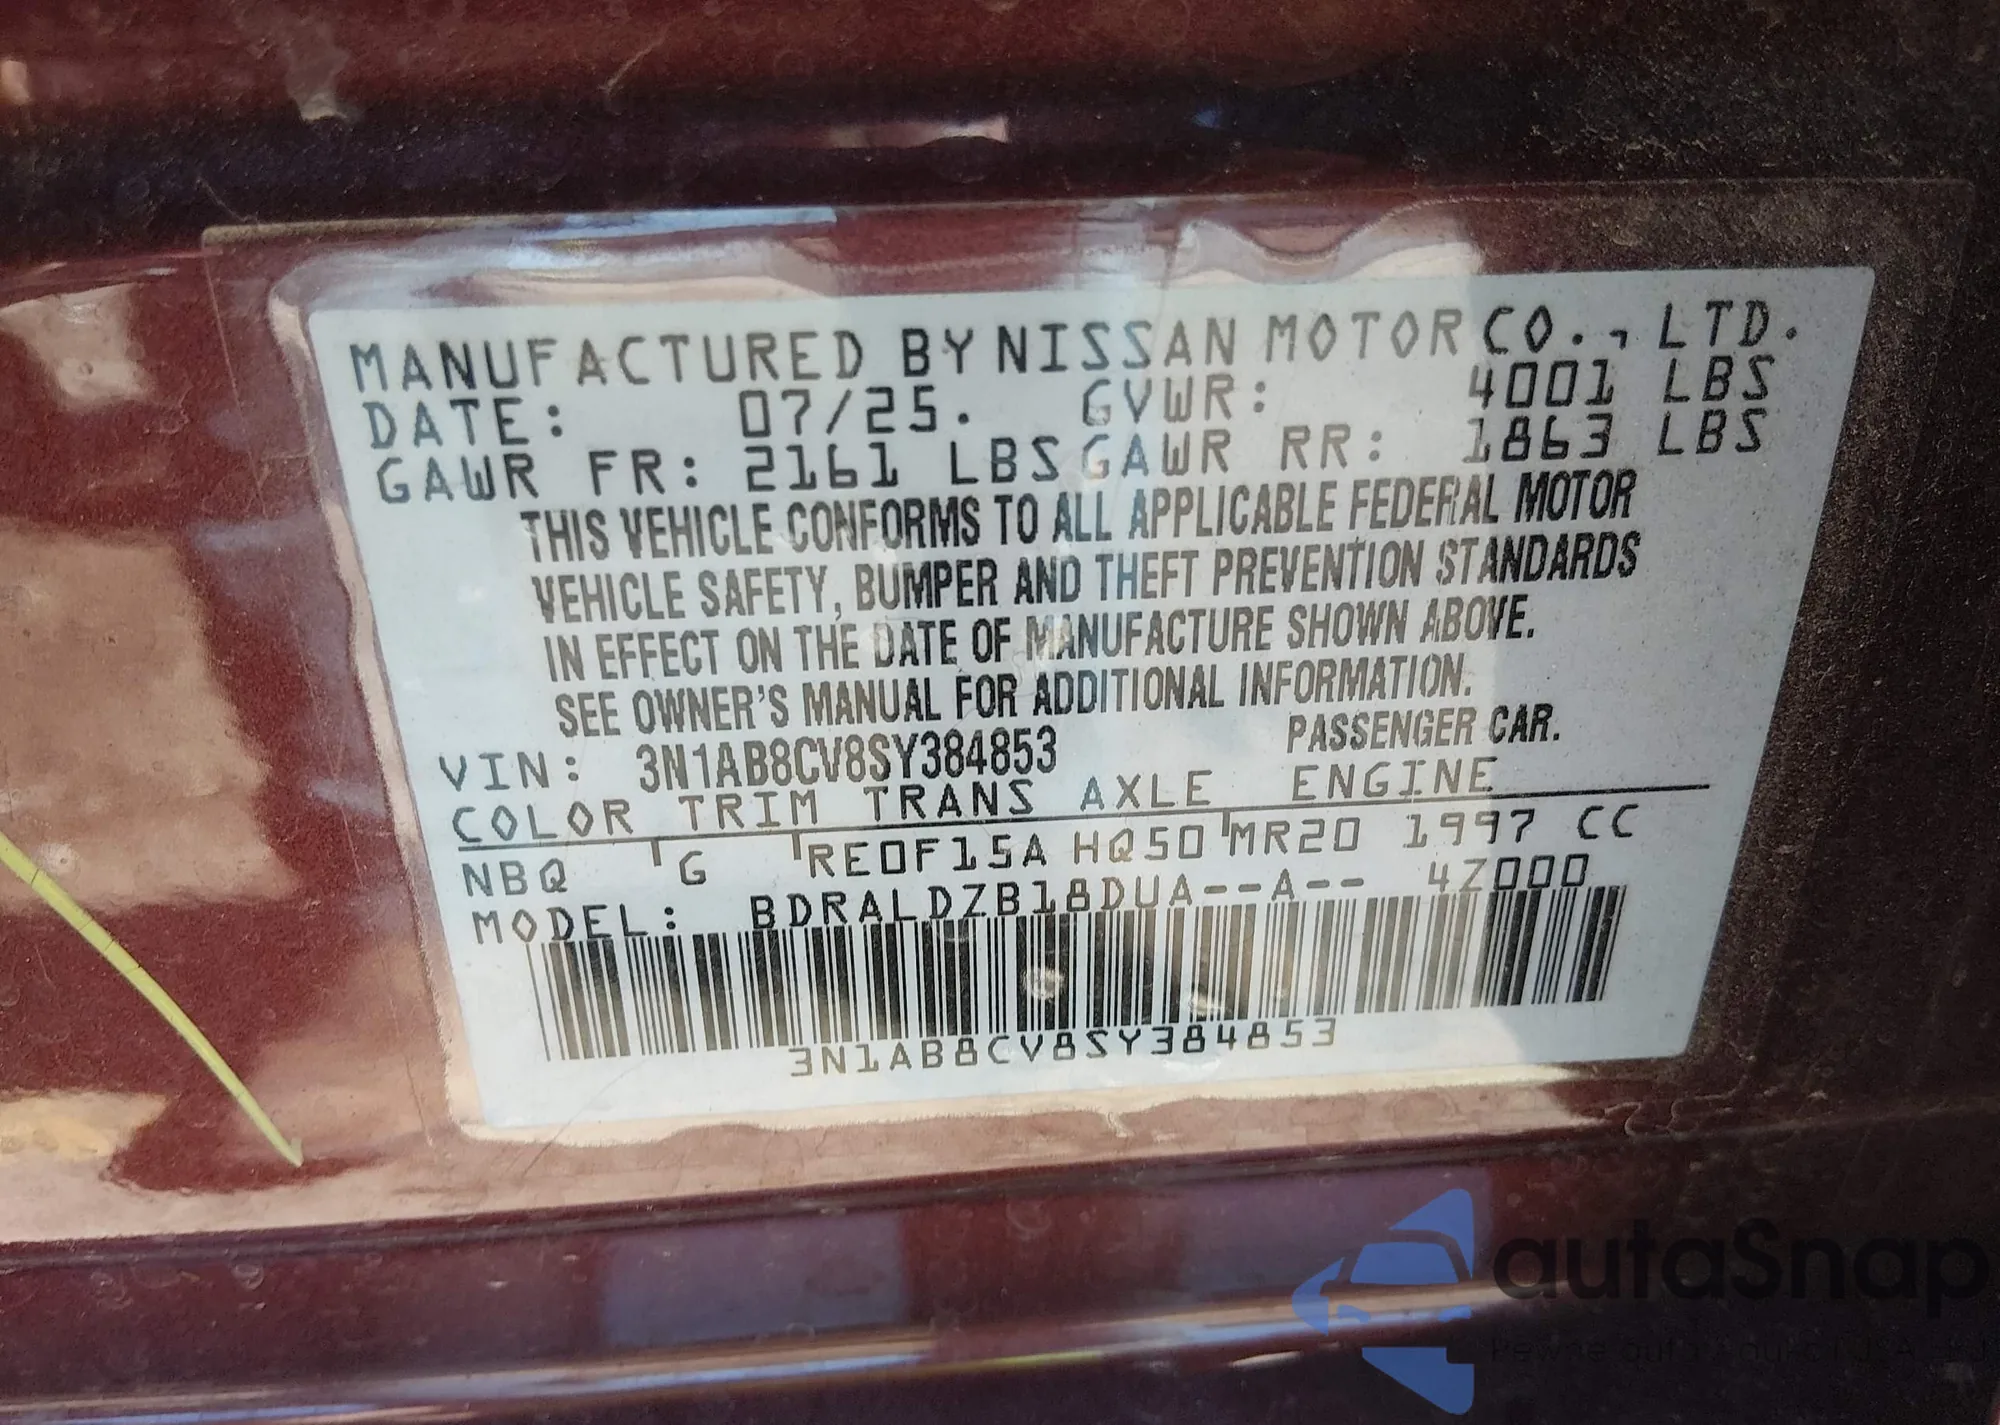 MANUFACTURED BY NISSAN MOTOR CO., LTD.
DATE: 07/25. GVWR: 4001 LBS
GAWR FR: 2161 LBS GAWR RR: 1863 LBS
THIS VEHICLE CONFORMS TO ALL APPLICABLE FEDERAL MOTOR
VEHICLE SAFETY, BUMPER AND THEFT PREVENTION STANDARDS
IN EFFECT ON THE DATE OF MANUFACTURE SHOWN ABOVE.
SEE OWNER'S MANUAL FOR ADDITIONAL INFORMATION.
VIN: 3N1AB8CV8SY384853 PASSENGER CAR.
COLOR TRIM TRANS AXLE ENGINE
NBQ G RE0F15A HQ50 MR20 1997 CC
MODEL: BDRALDZB18DUA--A-- 4Z000
3N1AB8CV8SY384853
autaSnap